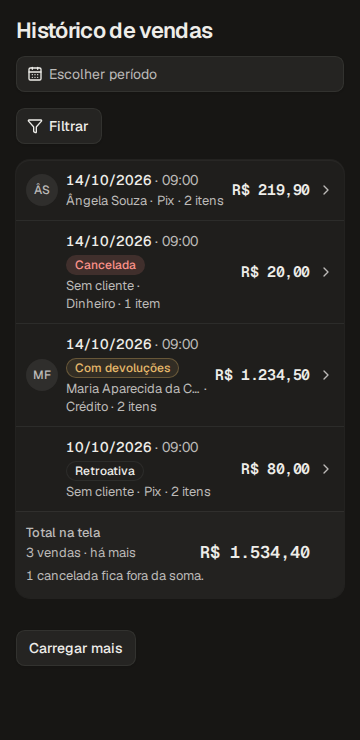 Histórico de vendas
Escolher período
Filtrar
ÂS
14/10/2026 · 09:00
Ângela Souza · Pix · 2 itens
R$ 219,90
14/10/2026 · 09:00
Cancelada
Sem cliente ·
Dinheiro · 1 item
R$ 20,00
MF
14/10/2026 · 09:00
Com devoluções
Maria Aparecida da C… ·
Crédito · 2 itens
R$ 1.234,50
10/10/2026 · 09:00
Retroativa
Sem cliente · Pix · 2 itens
R$ 80,00
Total na tela
3 vendas · há mais
R$ 1.534,40
1 cancelada fica fora da soma.
Carregar mais